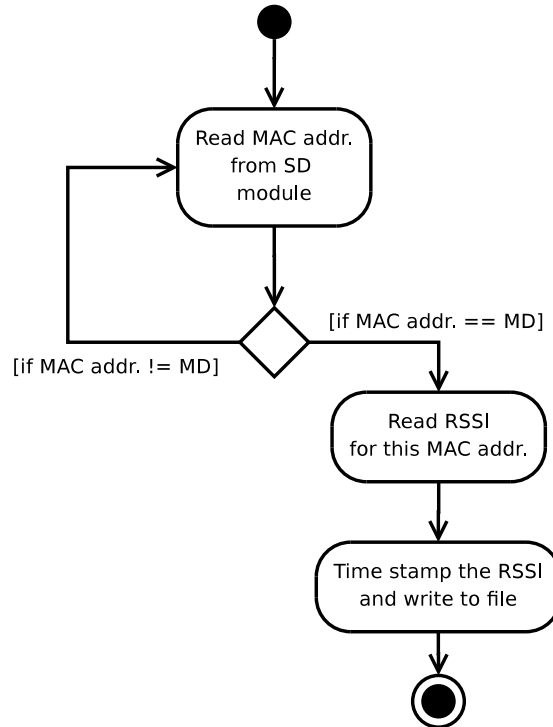 Read MAC addr.
from SD
module
[if MAC addr. == MD]
[if MAC addr. != MD]
Read RSSI
for this MAC addr.
Time stamp the RSSI
and write to file